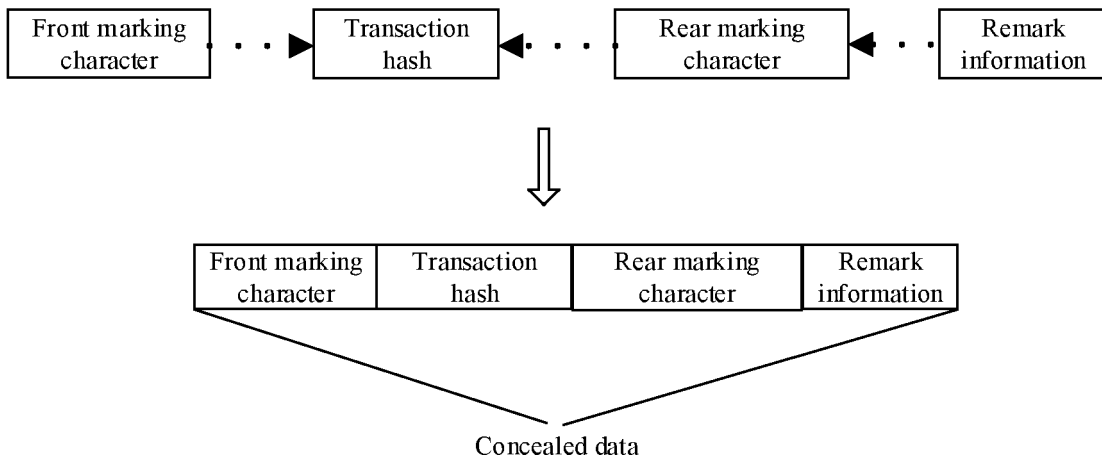 Front marking
character
Transaction
hash
Rear marking
character
Remark
information
Front marking
character
Transaction
hash
Rear marking
character
Remark
information
Concealed data